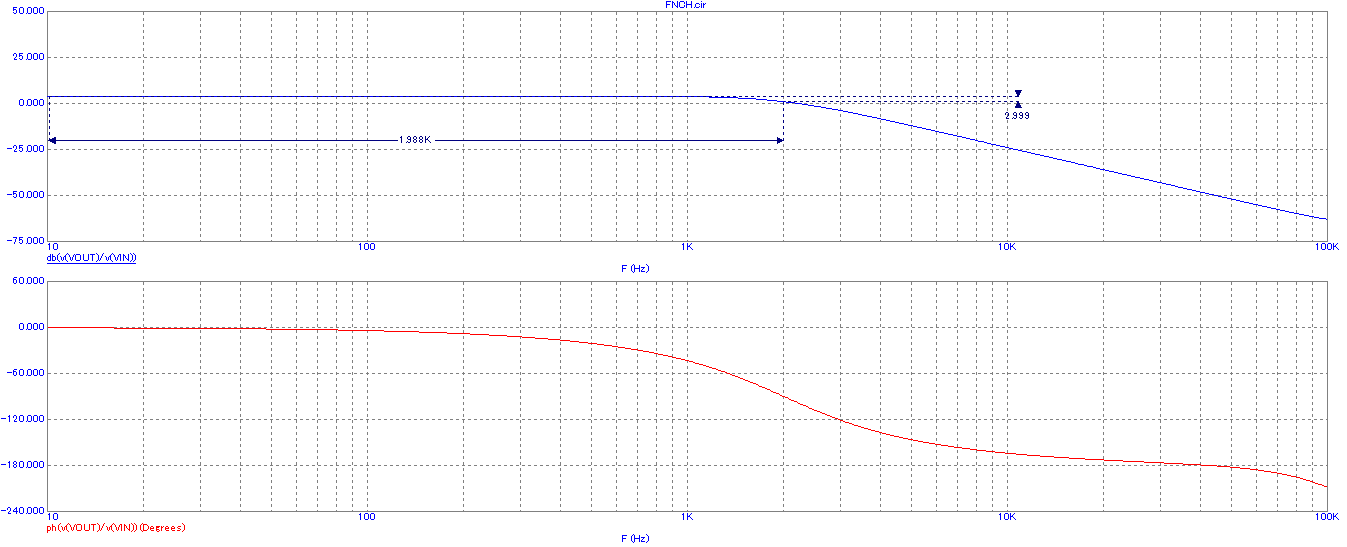 FNCH.cir
50.000
25.000
0.000
2.999
-25.000
1.988K
-50.000
-75.000
10 100 1K 10K 100K
db(v(VOUT)/v(VIN))
F (Hz)
60.000
0.000
-60.000
-120.000
-180.000
-240.000
10 100 1K 10K 100K
ph(v(VOUT)/v(VIN)) (Degrees)
F (Hz)